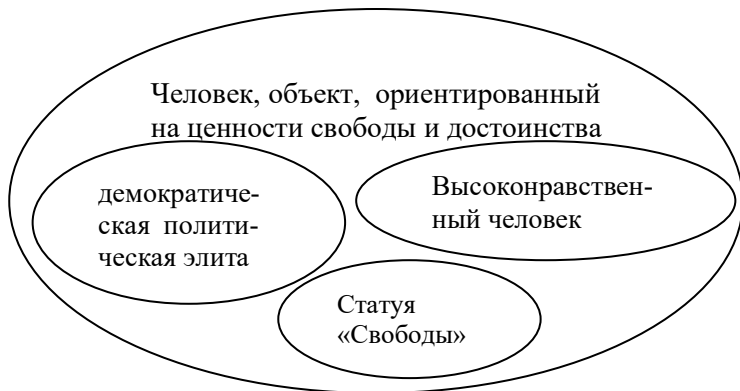 Человек, объект, ориентированный
на ценности свободы и достоинства
демократиче-
ская полити-
ческая элита
Высоконравствен-
ный человек
Статуя
«Свободы»